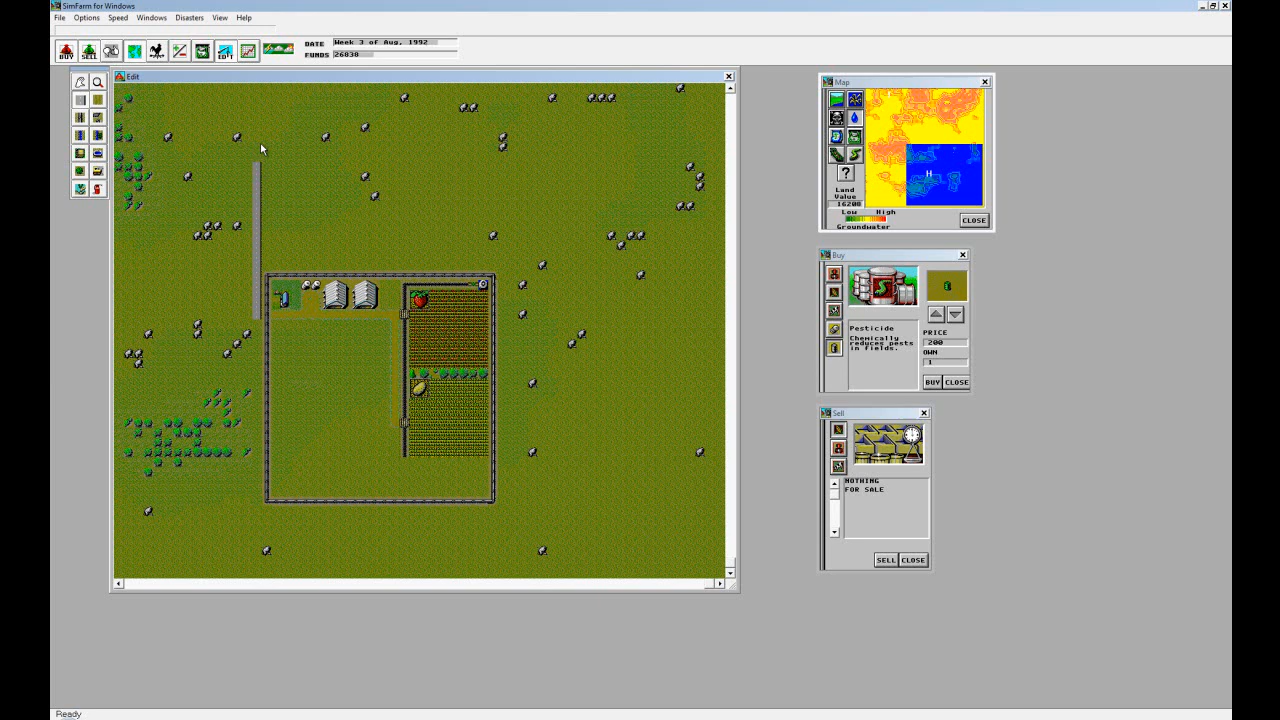 SimFarm for Windows
File Options Speed Windows Disasters View Help
BUY SELL EDIT
DATE Week 3 of Aug, 1992
FUNDS 26838
Edit
Map
H
?
Land
Value
16200
Low High
Groundwater
CLOSE
Buy
Pesticide
Chemically
reduces pests
in fields.
PRICE
200
OWN
1
BUY CLOSE
Sell
NOTHING
FOR SALE
SELL CLOSE
Ready